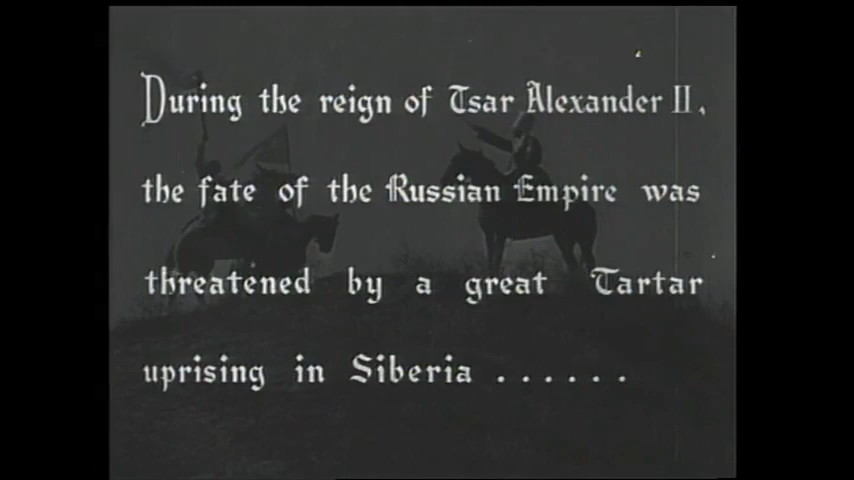 During the reign of Tsar Alexander II,
the fate of the Russian Empire was
threatened by a great Tartar
uprising in Siberia ......